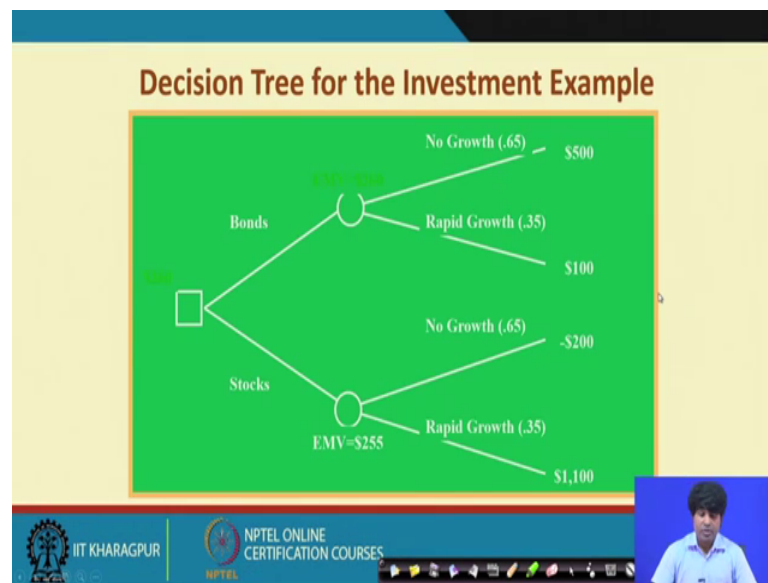 Decision Tree for the Investment Example
No Growth (.65)
$500
Bonds
Rapid Growth (.35)
$100
No Growth (.65)
-$200
Stocks
Rapid Growth (.35)
EMV=$255
$1,100
IIT KHARAGPUR
NPTEL
NPTEL ONLINE
CERTIFICATION COURSES